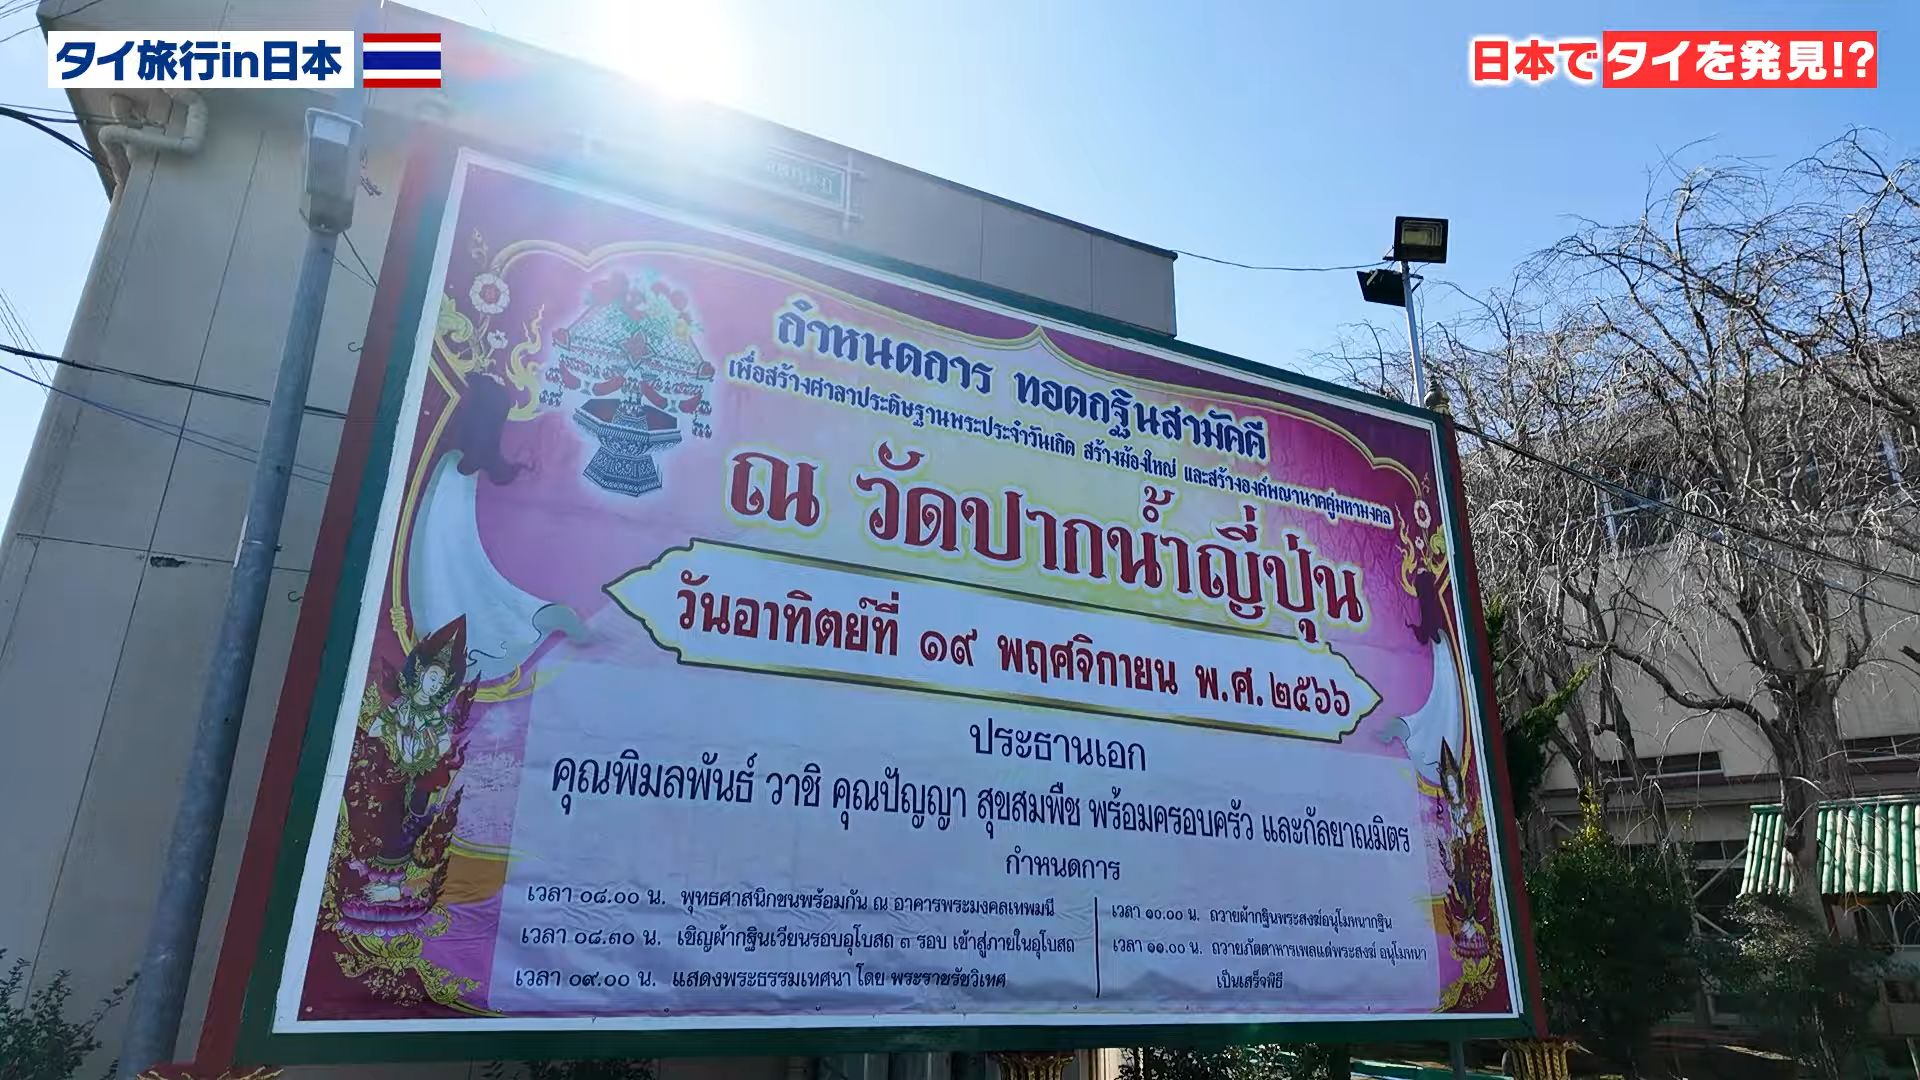 タイ旅行in日本
日本でタイを発見!?
กำหนดการ ทอดกฐินสามัคคี
เพื่อสร้างศาลาประดิษฐานพระประจำวันเกิด สร้างฆ้องใหญ่ และสร้างองค์พญานาคคู่มหามงคล
ณ วัดปากน้ำญี่ปุ่น
วันอาทิตย์ที่ ๑๙ พฤศจิกายน พ.ศ. ๒๕๖๖
ประธานเอก
คุณพิมลพันธ์ วาชิ คุณปัญญา สุขสมพืช พร้อมครอบครัว และกัลยาณมิตร
กำหนดการ
เวลา ๐๘.๐๐ น. พุทธศาสนิกชนพร้อมกัน ณ อาคารพระมงคลเทพมุนี
เวลา ๐๘.๓๐ น. เชิญผ้ากฐินเวียนรอบอุโบสถ ๓ รอบ เข้าสู่ภายในอุโบสถ
เวลา ๐๙.๐๐ น. แสดงพระธรรมเทศนา โดย พระราชรัชวิเทศ
เวลา ๑๐.๐๐ น. ถวายผ้ากฐินพระสงฆ์อนุโมทนากฐิน
เวลา ๑๑.๐๐ น. ถวายภัตตาหารเพลแด่พระสงฆ์ อนุโมทนา
เป็นเสร็จพิธี